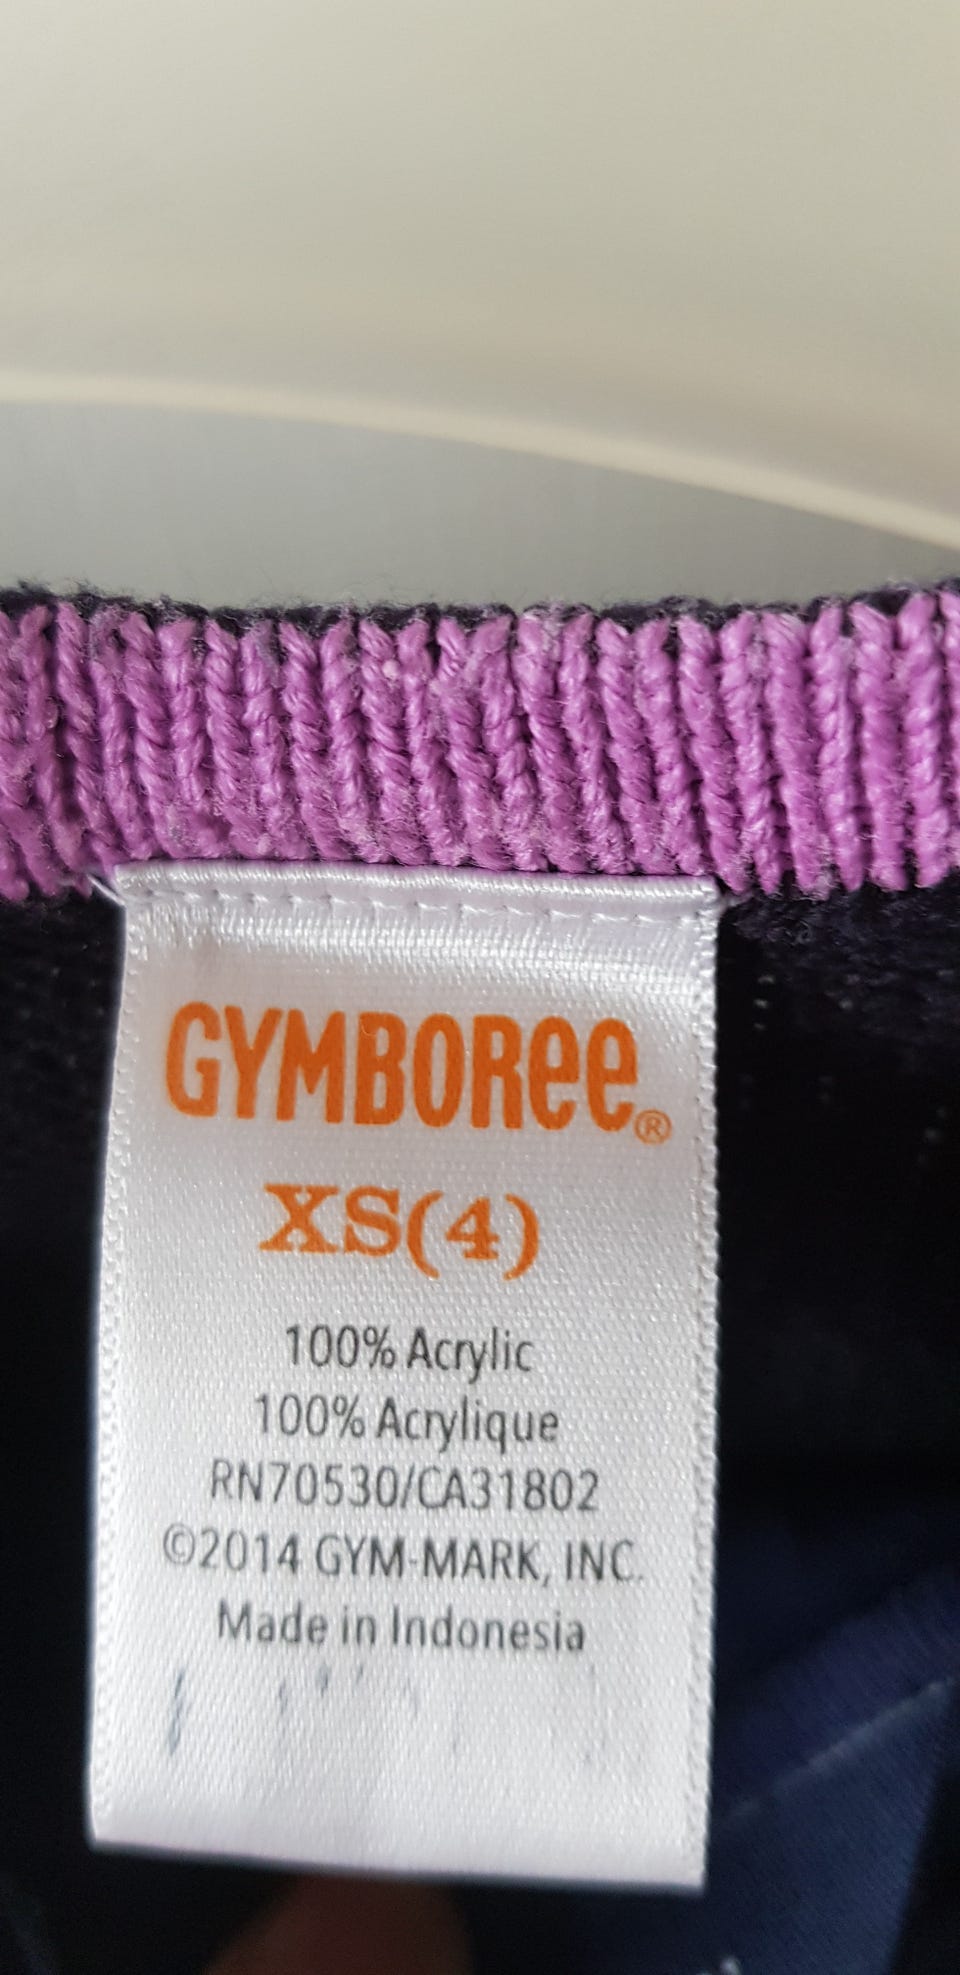 GYMBOREE®
XS(4)
100% Acrylic
100% Acrylique
RN70530/CA31802
©2014 GYM-MARK, INC.
Made in Indonesia